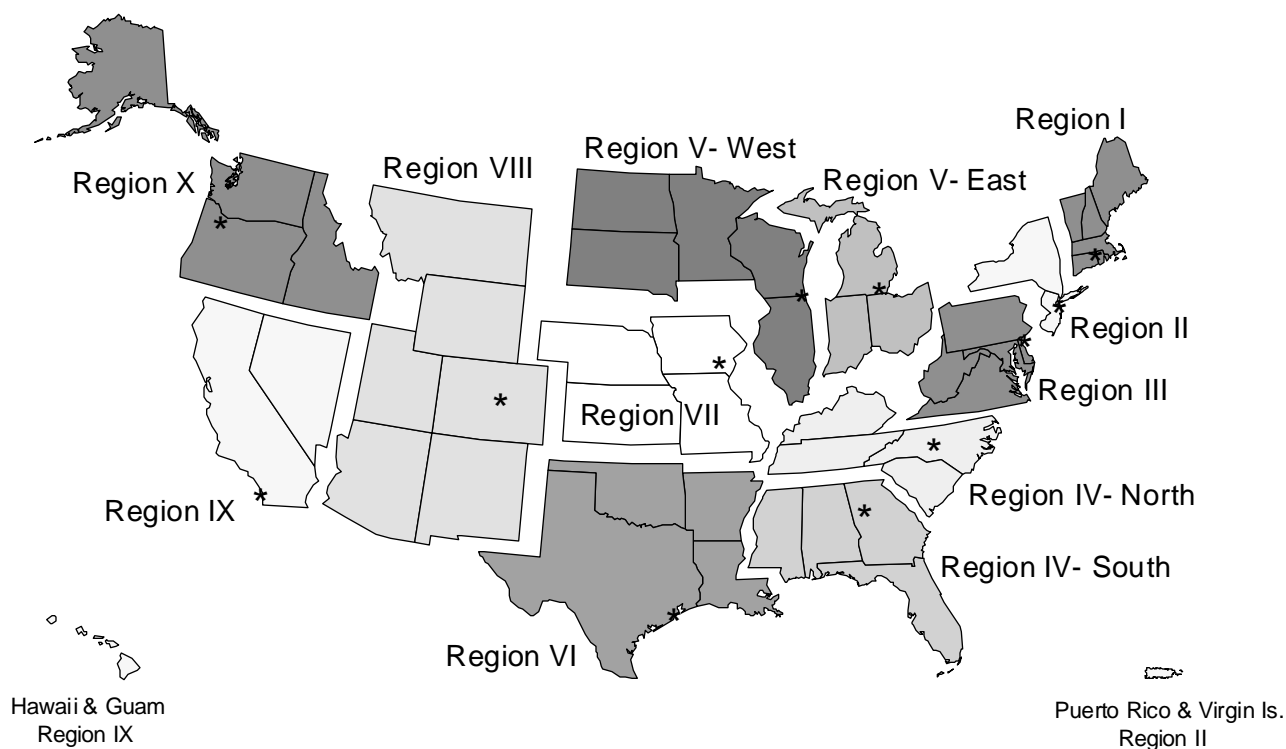 Region I
Region V- West
Region VIII
Region V- East
Region X
Region II
Region III
Region VII
Region IV- North
Region IX
Region IV- South
Region VI
Hawaii & Guam
Region IX
Puerto Rico & Virgin Is.
Region II